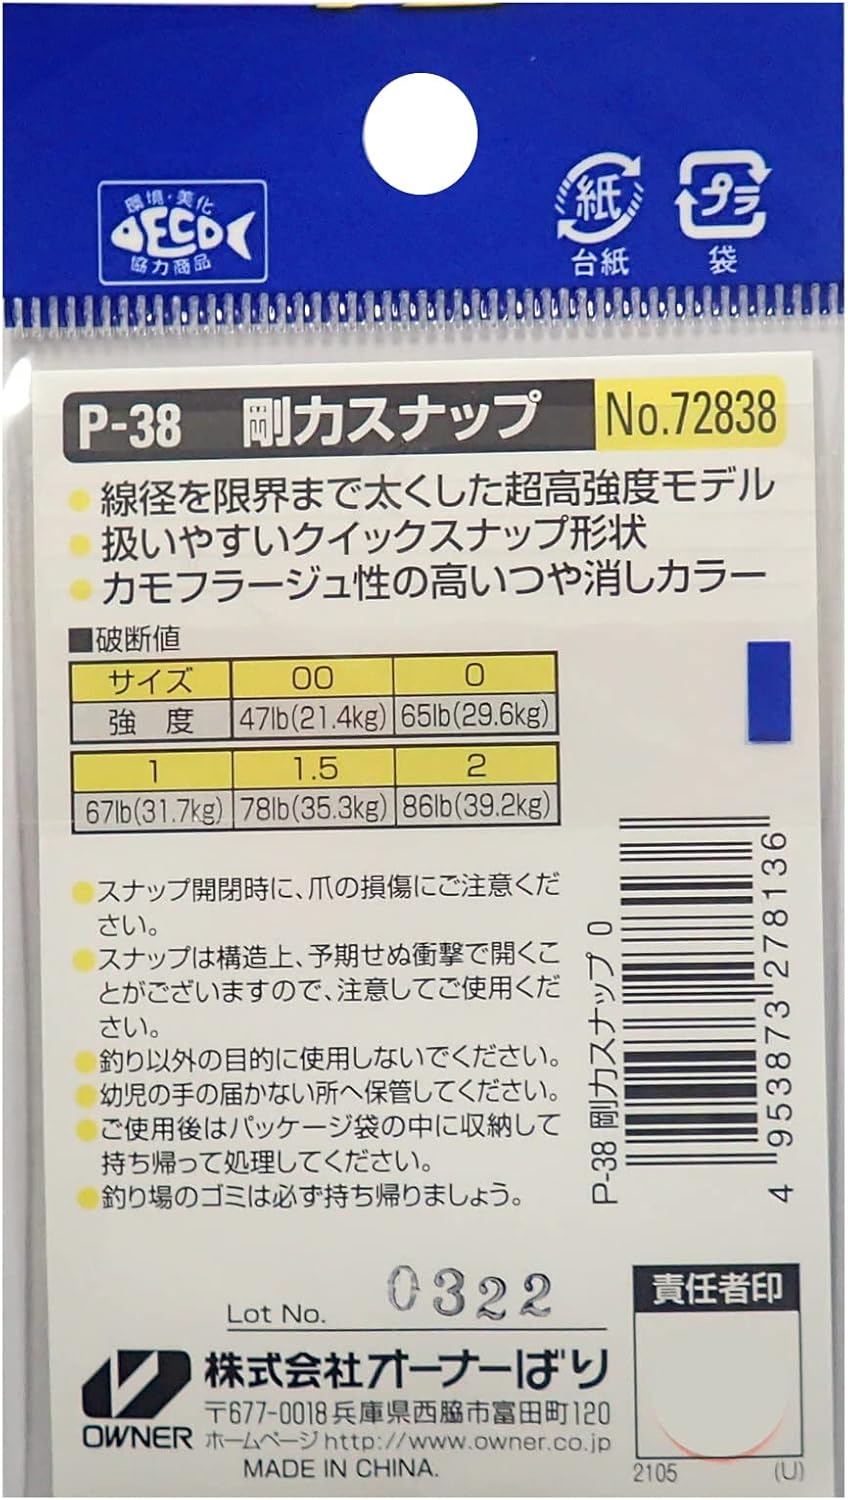 環境・美化
ECO
協力商品
紙
台紙
プラ
袋
P-38 剛力スナップ No.72838
線径を限界まで太くした超高強度モデル
扱いやすいクイックスナップ形状
カモフラージュ性の高いつや消しカラー
■破断値
サイズ 00 0
強 度 47lb(21.4kg) 65lb(29.6kg)
1 1.5 2
67lb(31.7kg) 78lb(35.3kg) 86lb(39.2kg)
スナップ開閉時に、爪の損傷にご注意くだ
さい。
スナップは構造上、予期せぬ衝撃で開くこ
とがございますので、注意してご使用くだ
さい。
釣り以外の目的に使用しないでください。
幼児の手の届かない所へ保管してください。
ご使用後はパッケージ袋の中に収納して
持ち帰って処理してください。
釣り場のゴミは必ず持ち帰りましょう。
P-38 剛力スナップ 0
4 953873 278136
Lot No. 0322
責任者印
株式会社オーナーばり
〒677-0018 兵庫県西脇市富田町120
OWNER ホームページ http://www.owner.co.jp
MADE IN CHINA.
2105 (U)